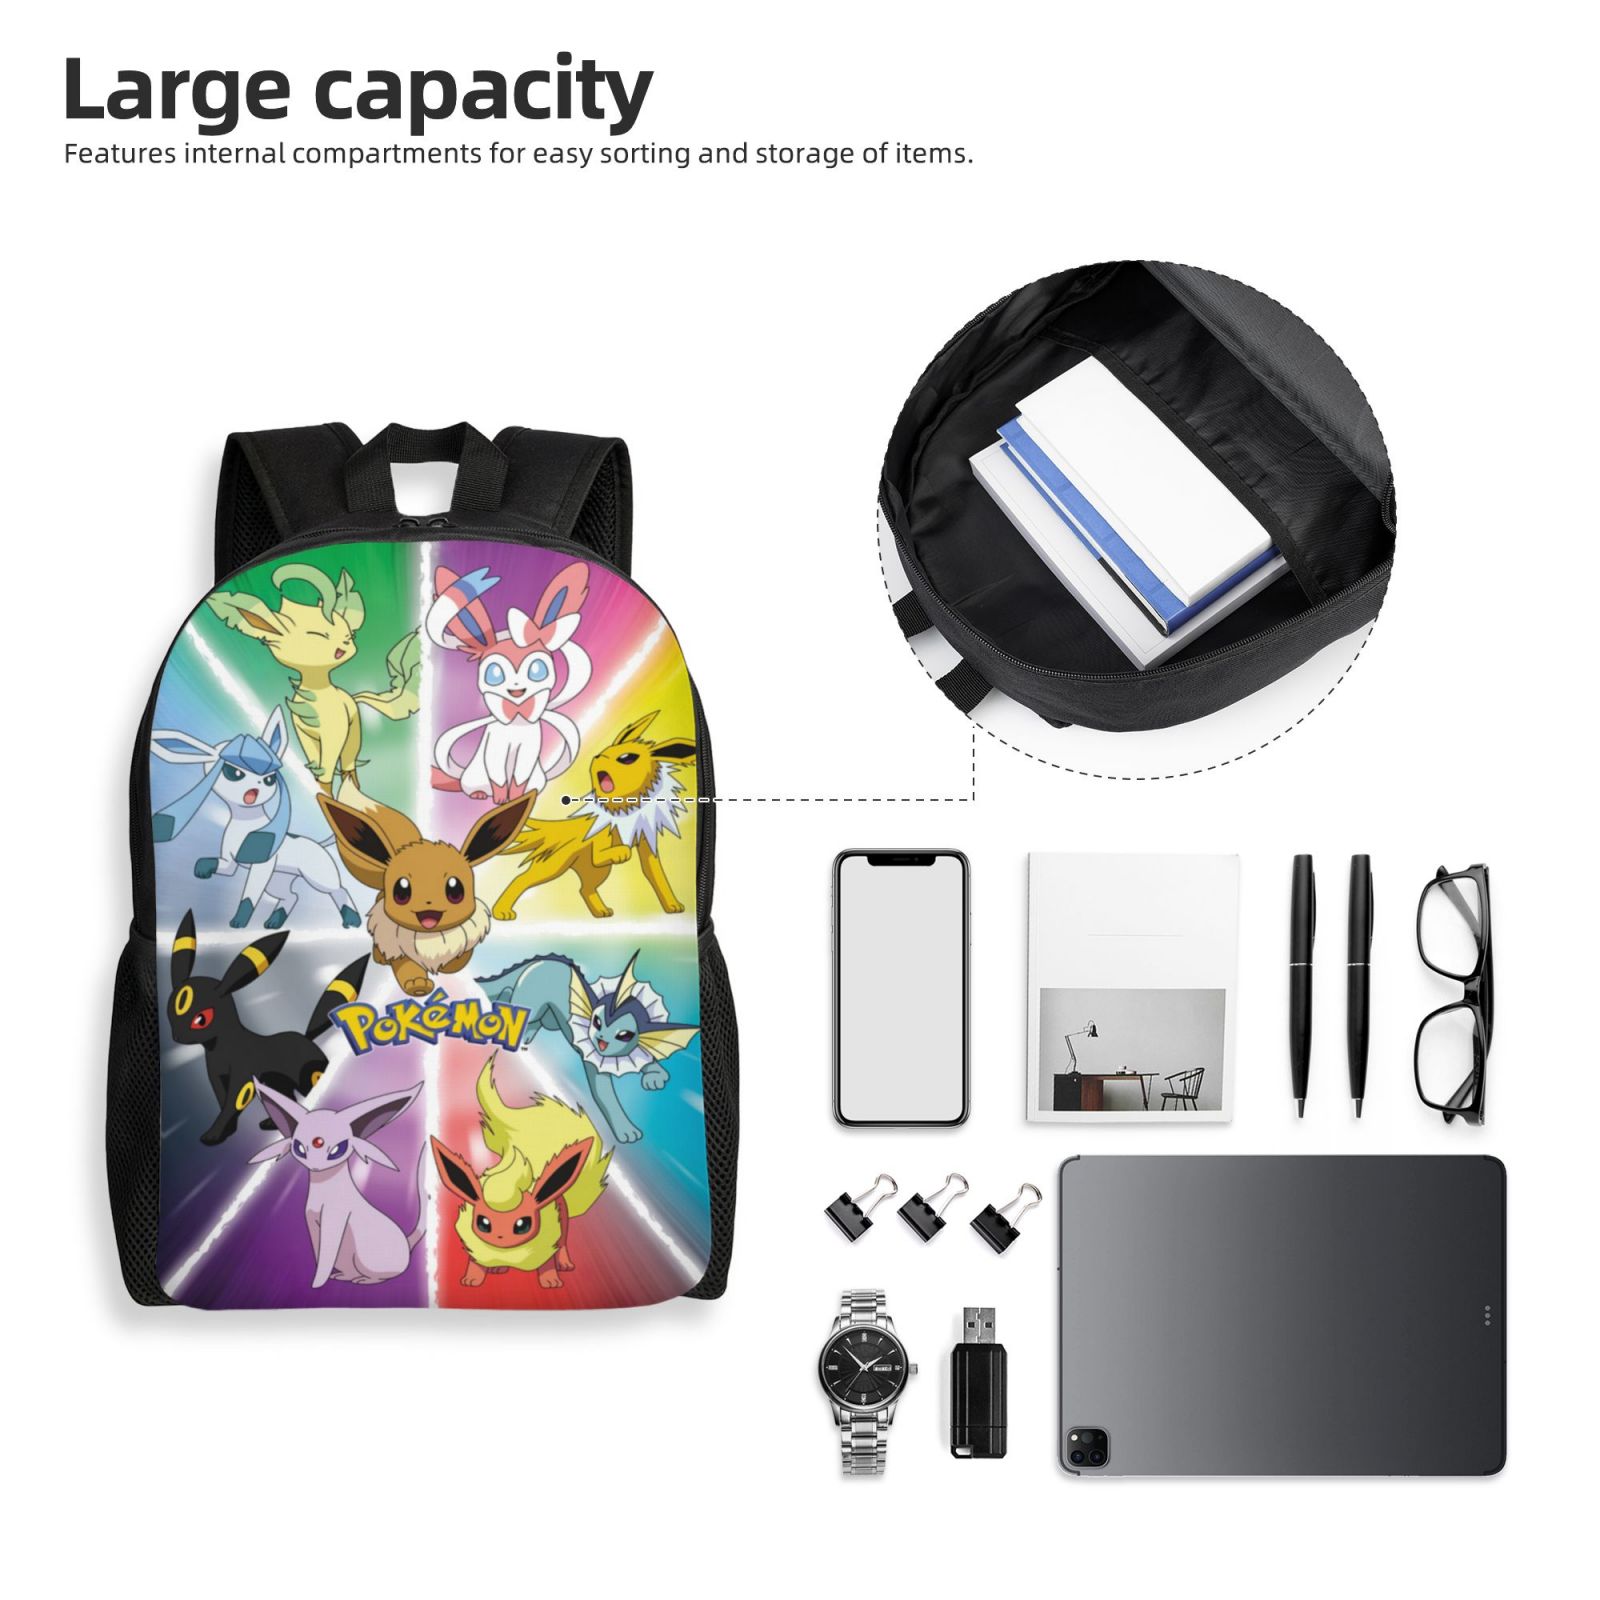 Large capacity
Features internal compartments for easy sorting and storage of items.
POKéMON